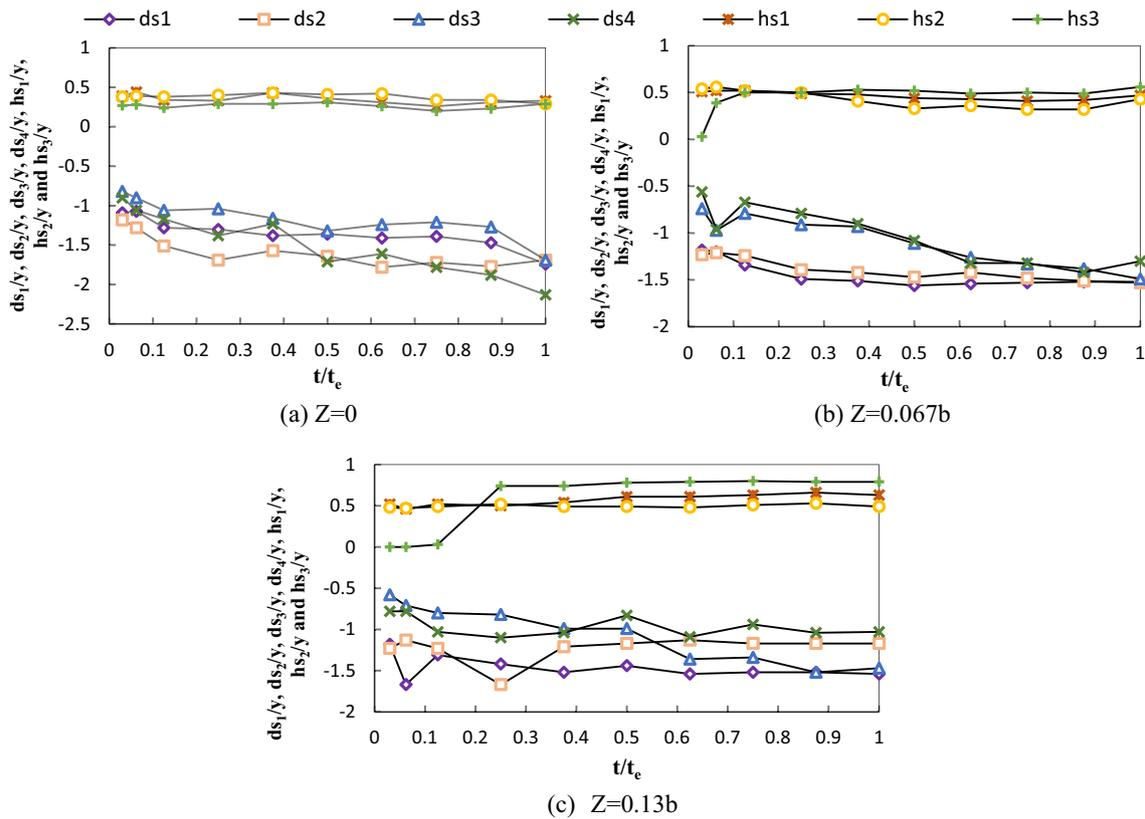 ds1 ds2 ds3 ds4 hs1 hs2 hs3
ds1/y, ds2/y, ds3/y, ds4/y, hs1/y,
hs2/y and hs3/y
1
0.5
0
-0.5
-1
-1.5
-2
-2.5
0 0.1 0.2 0.3 0.4 0.5 0.6 0.7 0.8 0.9 1
t/te
(a) Z=0
ds1/y, ds2/y, ds3/y, ds4/y, hs1/y,
hs2/y and hs3/y
1
0.5
0
-0.5
-1
-1.5
-2
0 0.1 0.2 0.3 0.4 0.5 0.6 0.7 0.8 0.9 1
t/te
(b) Z=0.067b
ds1/y, ds2/y, ds3/y, ds4/y, hs1/y,
hs2/y and hs3/y
1
0.5
0
-0.5
-1
-1.5
-2
0 0.1 0.2 0.3 0.4 0.5 0.6 0.7 0.8 0.9 1
t/te
(c) Z=0.13b